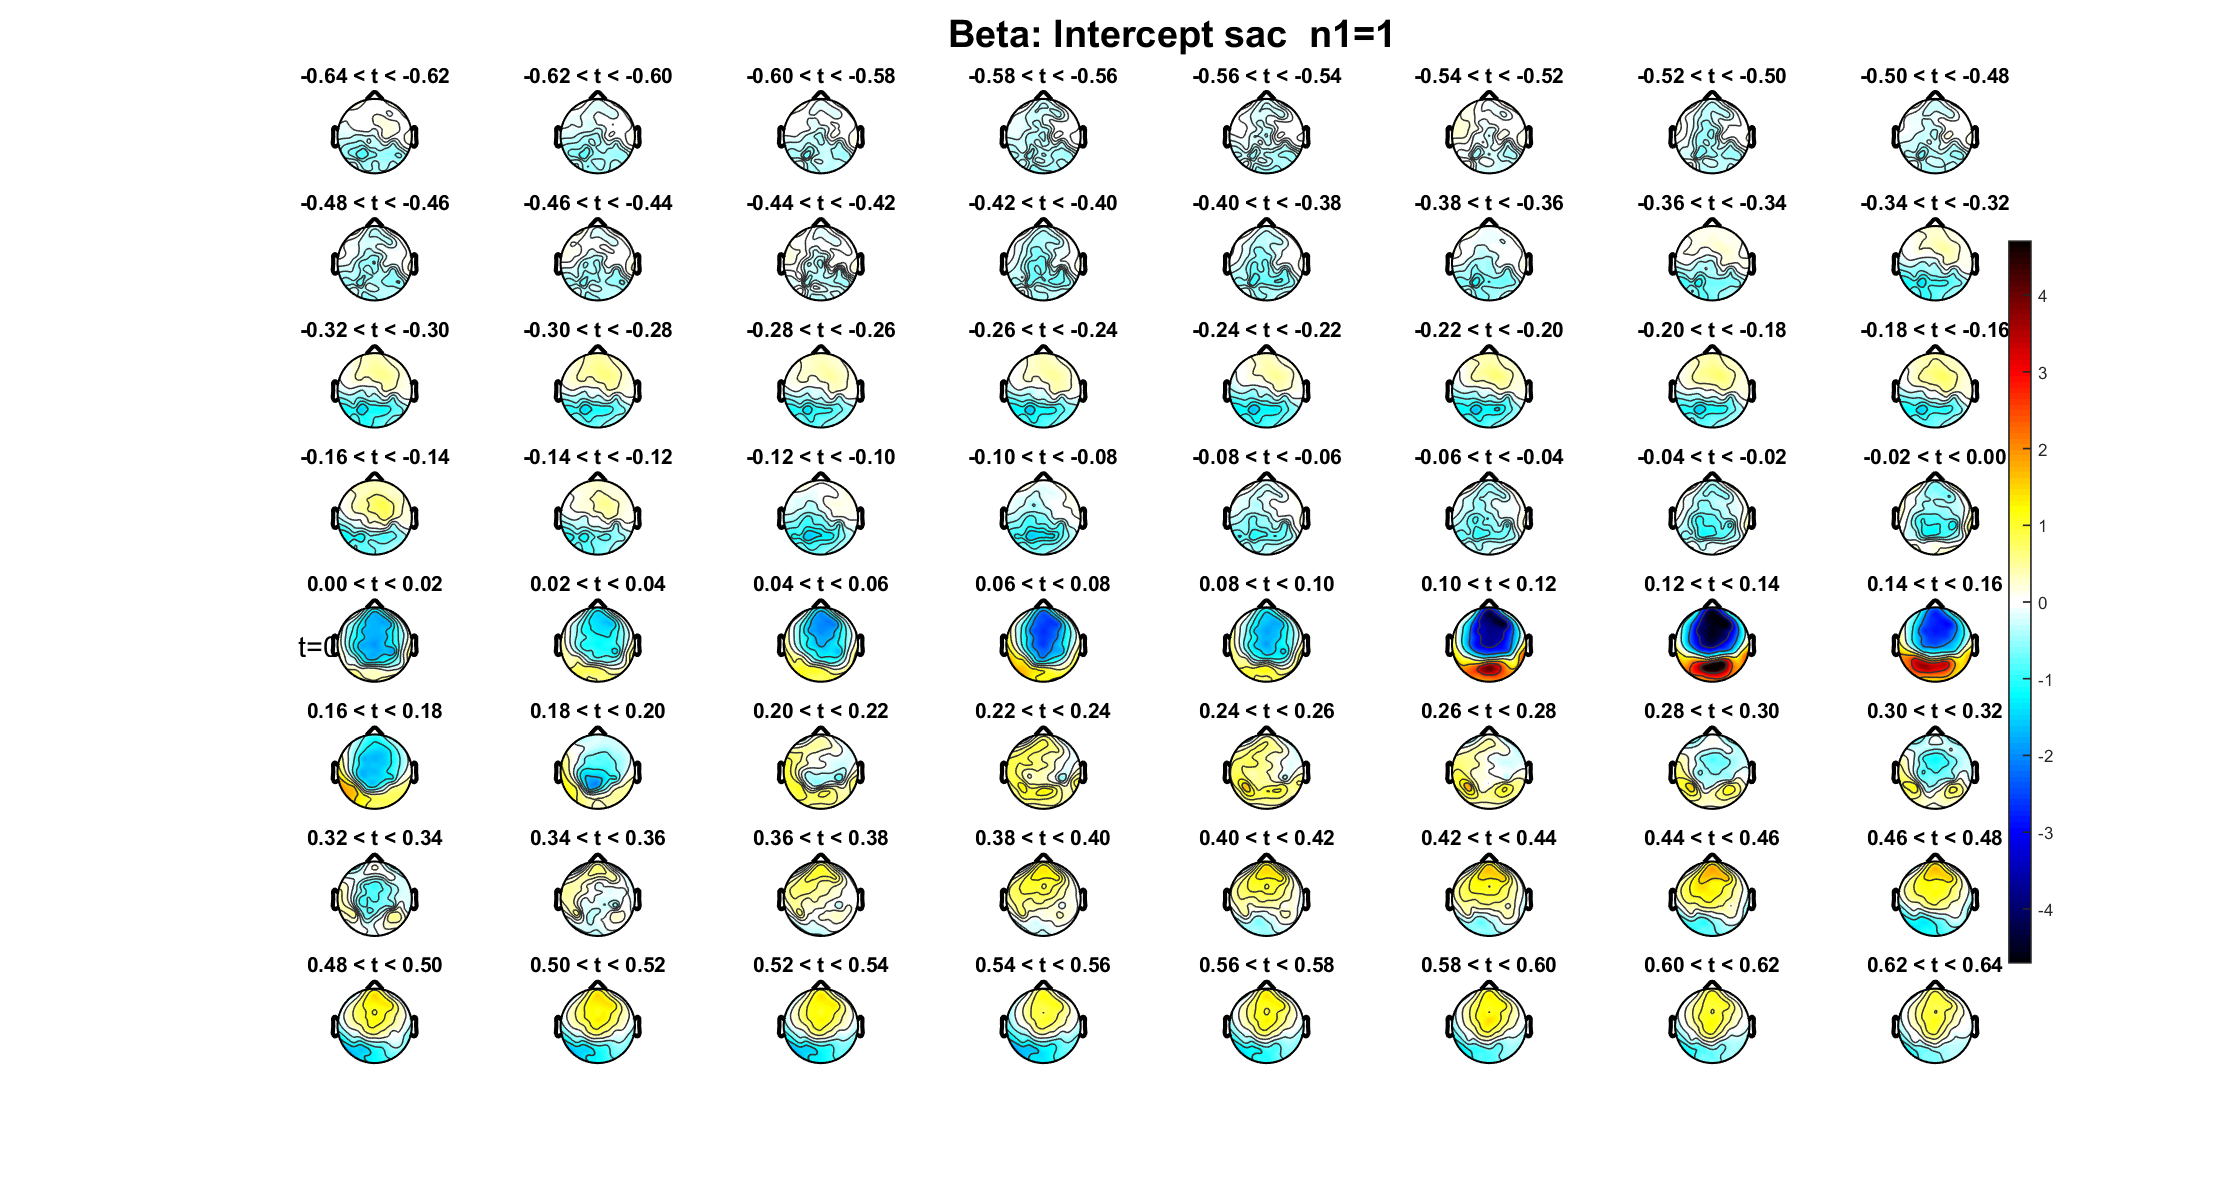 Beta: Intercept sac  n1=1
-0.64 < t < -0.62 -0.62 < t < -0.60 -0.60 < t < -0.58 -0.58 < t < -0.56 -0.56 < t < -0.54 -0.54 < t < -0.52 -0.52 < t < -0.50 -0.50 < t < -0.48
-0.48 < t < -0.46 -0.46 < t < -0.44 -0.44 < t < -0.42 -0.42 < t < -0.40 -0.40 < t < -0.38 -0.38 < t < -0.36 -0.36 < t < -0.34 -0.34 < t < -0.32
-0.32 < t < -0.30 -0.30 < t < -0.28 -0.28 < t < -0.26 -0.26 < t < -0.24 -0.24 < t < -0.22 -0.22 < t < -0.20 -0.20 < t < -0.18 -0.18 < t < -0.16
-0.16 < t < -0.14 -0.14 < t < -0.12 -0.12 < t < -0.10 -0.10 < t < -0.08 -0.08 < t < -0.06 -0.06 < t < -0.04 -0.04 < t < -0.02 -0.02 < t < 0.00
0.00 < t < 0.02 0.02 < t < 0.04 0.04 < t < 0.06 0.06 < t < 0.08 0.08 < t < 0.10 0.10 < t < 0.12 0.12 < t < 0.14 0.14 < t < 0.16
t=0
0.16 < t < 0.18 0.18 < t < 0.20 0.20 < t < 0.22 0.22 < t < 0.24 0.24 < t < 0.26 0.26 < t < 0.28 0.28 < t < 0.30 0.30 < t < 0.32
0.32 < t < 0.34 0.34 < t < 0.36 0.36 < t < 0.38 0.38 < t < 0.40 0.40 < t < 0.42 0.42 < t < 0.44 0.44 < t < 0.46 0.46 < t < 0.48
0.48 < t < 0.50 0.50 < t < 0.52 0.52 < t < 0.54 0.54 < t < 0.56 0.56 < t < 0.58 0.58 < t < 0.60 0.60 < t < 0.62 0.62 < t < 0.64
4
3
2
1
0
-1
-2
-3
-4